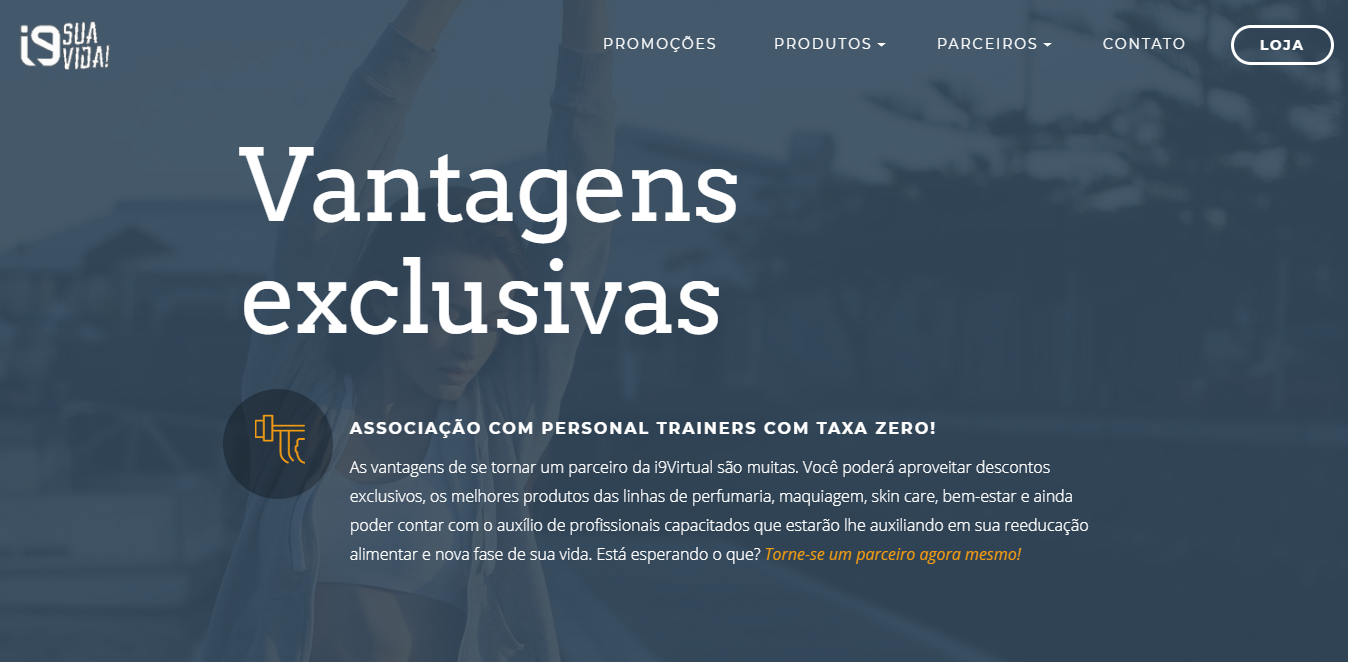 i9 SUA VIDA!
PROMOÇÕES PRODUTOS PARCEIROS CONTATO LOJA
Vantagens
exclusivas
ASSOCIAÇÃO COM PERSONAL TRAINERS COM TAXA ZERO!
As vantagens de se tornar um parceiro da i9Virtual são muitas. Você poderá aproveitar descontos
exclusivos, os melhores produtos das linhas de perfumaria, maquiagem, skin care, bem-estar e ainda
poder contar com o auxílio de profissionais capacitados que estarão lhe auxiliando em sua reeducação
alimentar e nova fase de sua vida. Está esperando o que? Torne-se um parceiro agora mesmo!